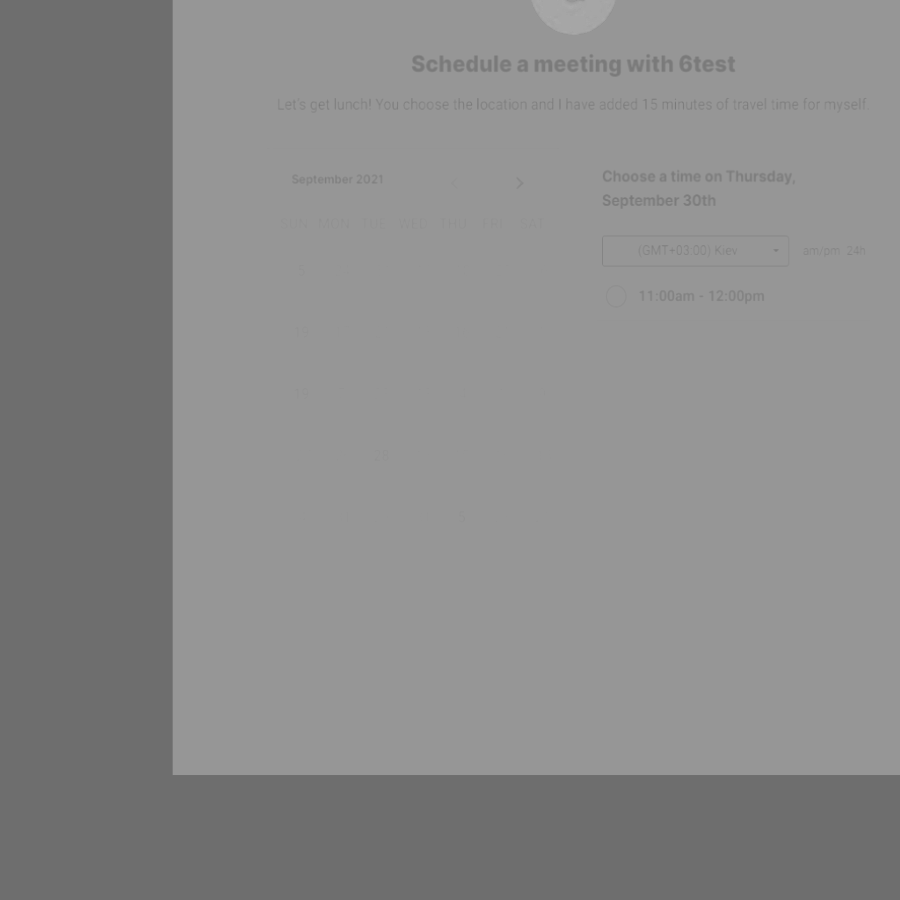 Schedule a meeting with 6test
Let's get lunch! You choose the location and I have added 15 minutes of travel time for myself.
September 2021
SUN MON TUE WED THU FRI SAT
Choose a time on Thursday,
September 30th
(GMT+03:00) Kiev
am/pm 24h
11:00am - 12:00pm